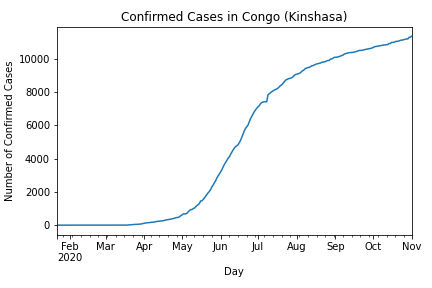 Confirmed Cases in Congo (Kinshasa)
Number of Confirmed Cases
10000
8000
6000
4000
2000
0
Feb Mar Apr May Jun Jul Aug Sep Oct Nov
2020
Day